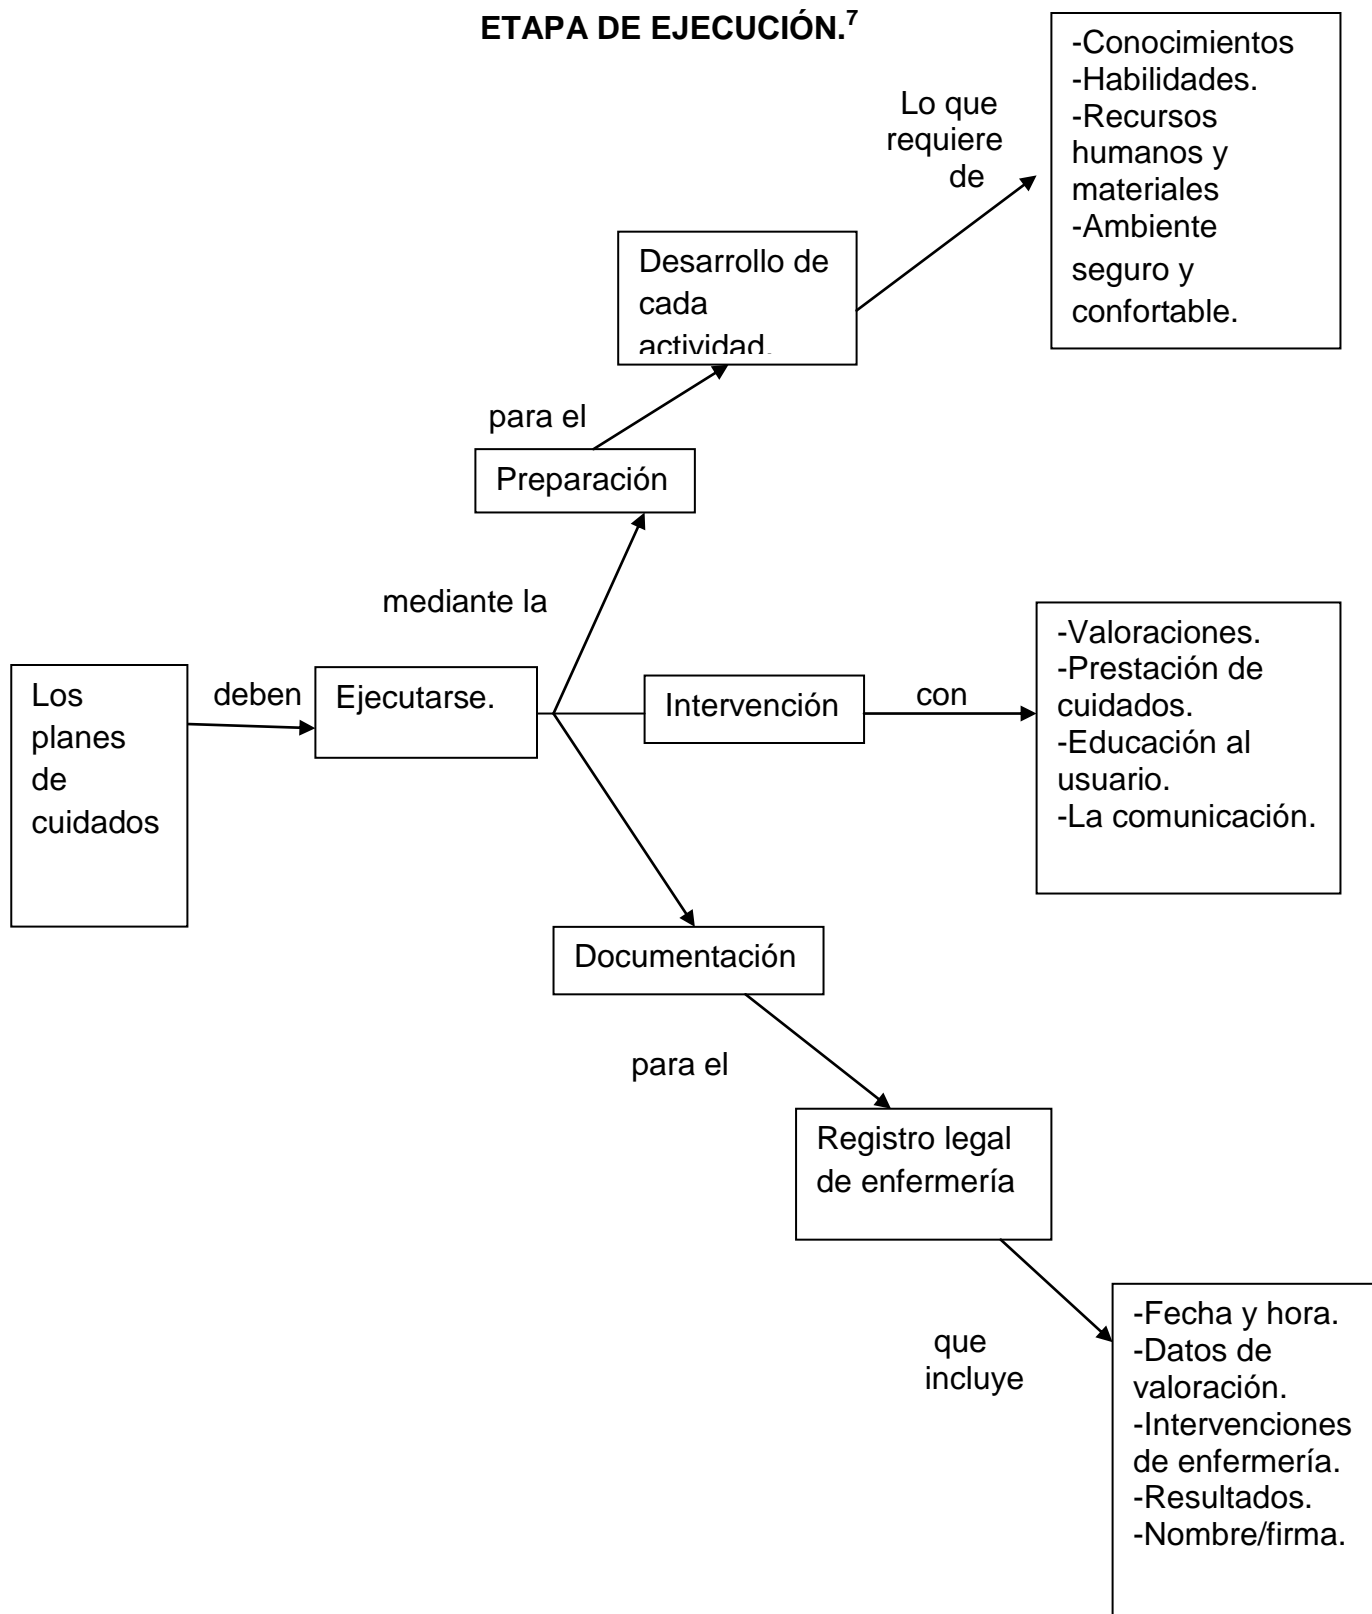 ETAPA DE EJECUCIÓN.⁷
-Conocimientos
-Habilidades.
-Recursos
humanos y
materiales
-Ambiente
seguro y
confortable.
Lo que
requiere
de
Desarrollo de
cada
actividad.
para el
Preparación
mediante la
Los
planes
de
cuidados
deben
Ejecutarse.
Intervención
con
-Valoraciones.
-Prestación de
cuidados.
-Educación al
usuario.
-La comunicación.
Documentación
para el
Registro legal
de enfermería
que
incluye
-Fecha y hora.
-Datos de
valoración.
-Intervenciones
de enfermería.
-Resultados.
-Nombre/firma.